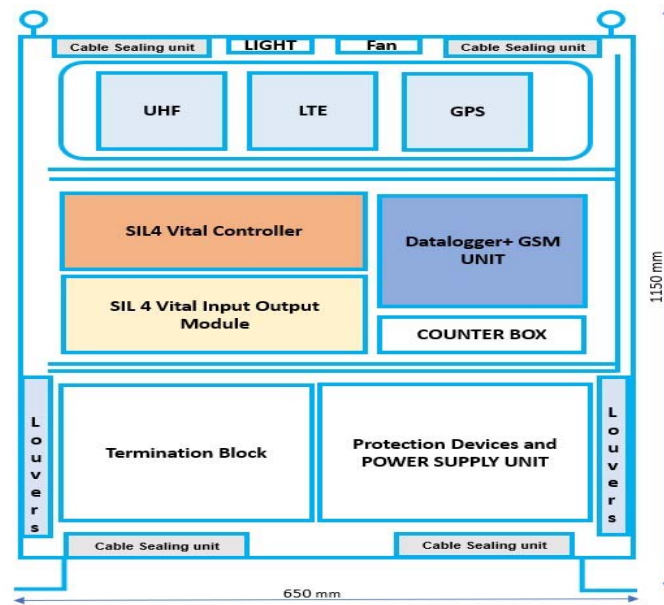 Cable Sealing unit
LIGHT
Fan
Cable Sealing unit
UHF
LTE
GPS
SIL4 Vital Controller
Datalogger+ GSM
UNIT
SIL 4 Vital Input Output
Module
COUNTER BOX
1150 mm
Louvers
Termination Block
Protection Devices and
POWER SUPPLY UNIT
Louvers
Cable Sealing unit
Cable Sealing unit
650 mm